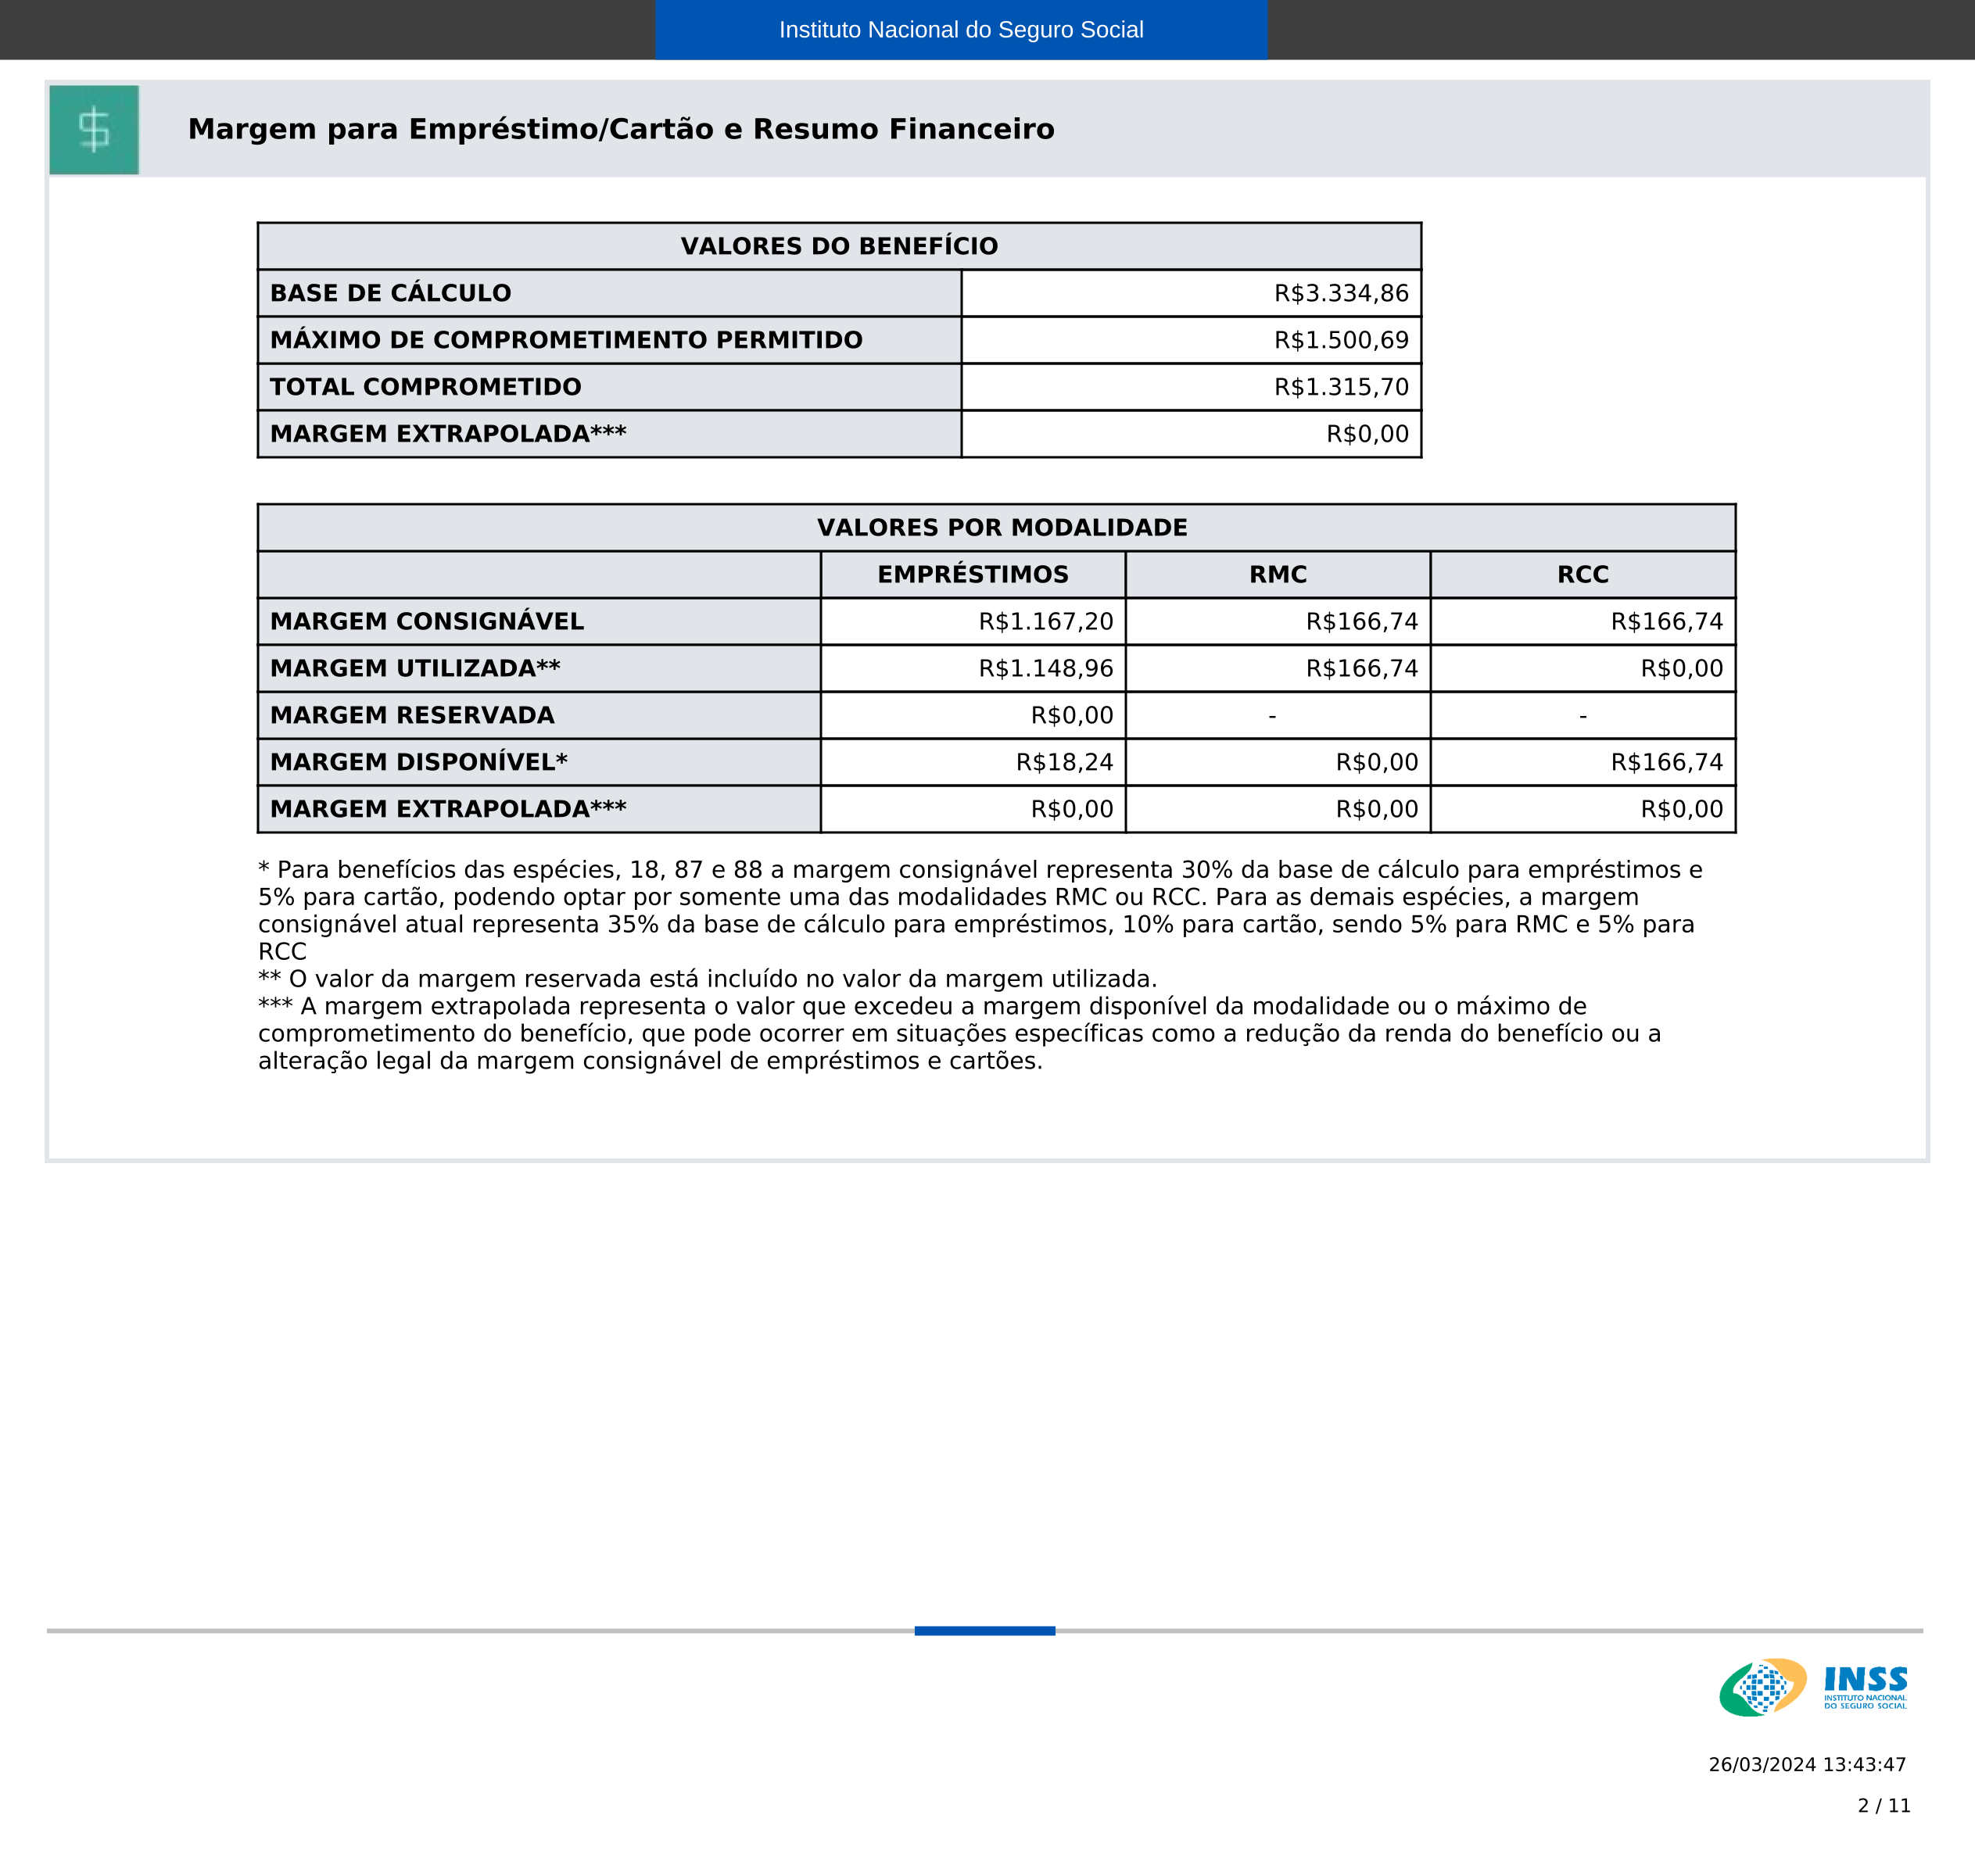 Instituto Nacional do Seguro Social
Margem para Empréstimo/Cartão e Resumo Financeiro
VALORES DO BENEFÍCIO
BASE DE CÁLCULO R$3.334,86
MÁXIMO DE COMPROMETIMENTO PERMITIDO R$1.500,69
TOTAL COMPROMETIDO R$1.315,70
MARGEM EXTRAPOLADA*** R$0,00
VALORES POR MODALIDADE
EMPRÉSTIMOS RMC RCC
MARGEM CONSIGNÁVEL R$1.167,20 R$166,74 R$166,74
MARGEM UTILIZADA** R$1.148,96 R$166,74 R$0,00
MARGEM RESERVADA R$0,00 - -
MARGEM DISPONÍVEL* R$18,24 R$0,00 R$166,74
MARGEM EXTRAPOLADA*** R$0,00 R$0,00 R$0,00
* Para benefícios das espécies, 18, 87 e 88 a margem consignável representa 30% da base de cálculo para empréstimos e
5% para cartão, podendo optar por somente uma das modalidades RMC ou RCC. Para as demais espécies, a margem
consignável atual representa 35% da base de cálculo para empréstimos, 10% para cartão, sendo 5% para RMC e 5% para
RCC
** O valor da margem reservada está incluído no valor da margem utilizada.
*** A margem extrapolada representa o valor que excedeu a margem disponível da modalidade ou o máximo de
comprometimento do benefício, que pode ocorrer em situações específicas como a redução da renda do benefício ou a
alteração legal da margem consignável de empréstimos e cartões.
INSS
INSTITUTO NACIONAL
DO SEGURO SOCIAL
26/03/2024 13:43:47
2 / 11